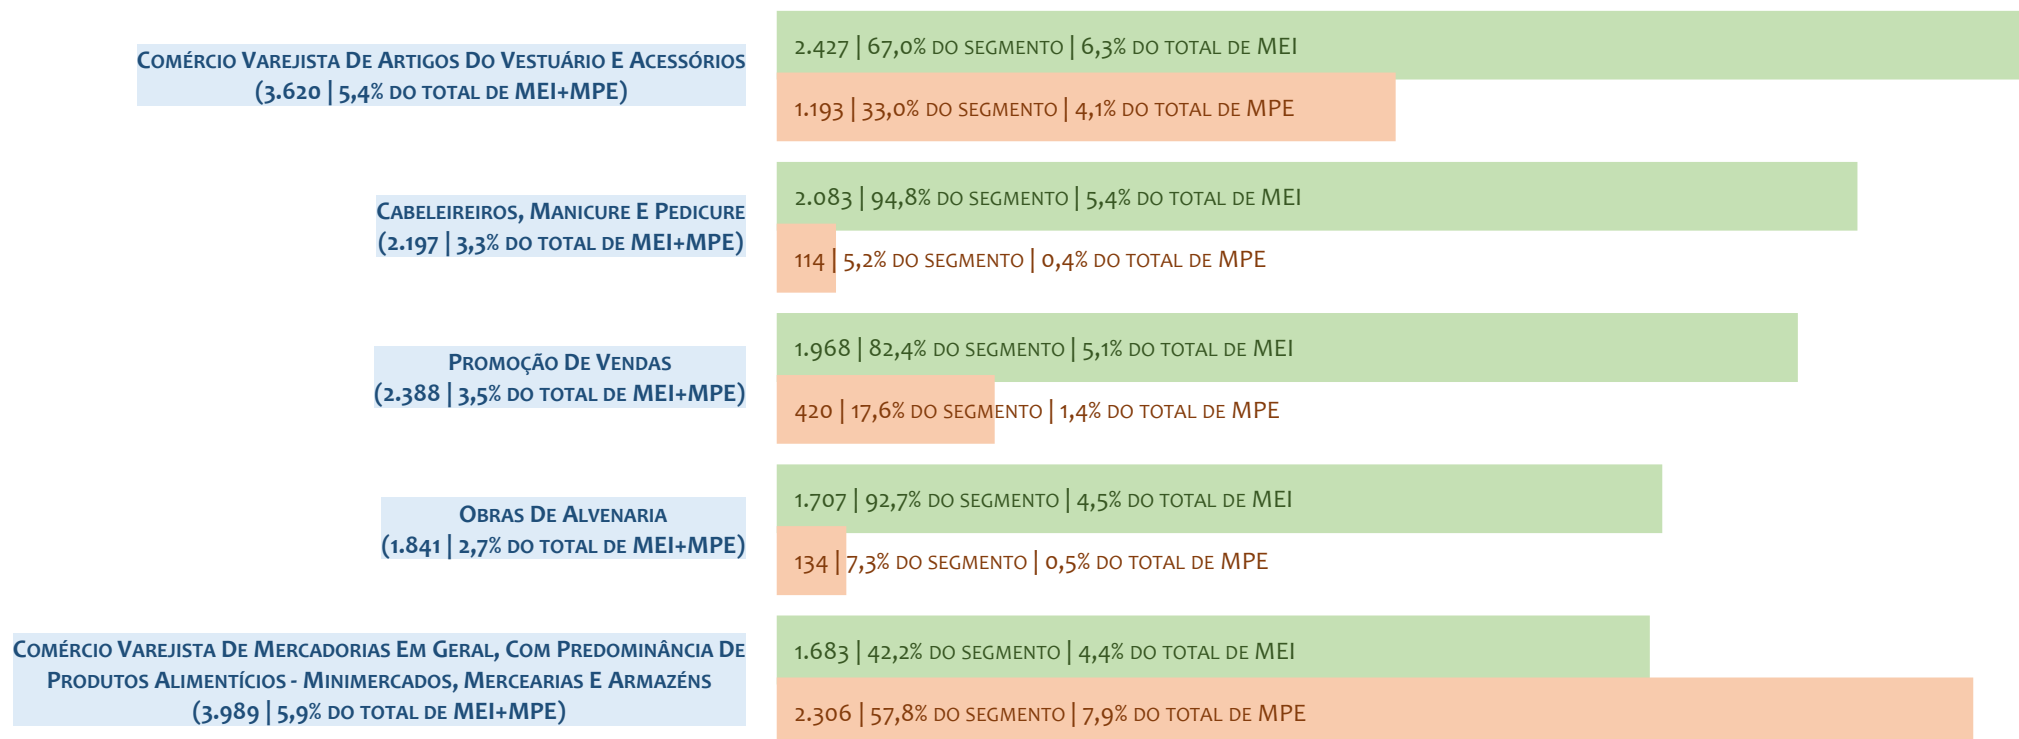 Comércio Varejista De Artigos Do Vestuário E Acessórios
(3.620 | 5,4% do total de MEI+MPE)
2.427 | 67,0% do segmento | 6,3% do total de MEI
1.193 | 33,0% do segmento | 4,1% do total de MPE
Cabeleireiros, Manicure E Pedicure
(2.197 | 3,3% do total de MEI+MPE)
2.083 | 94,8% do segmento | 5,4% do total de MEI
114 | 5,2% do segmento | 0,4% do total de MPE
Promoção De Vendas
(2.388 | 3,5% do total de MEI+MPE)
1.968 | 82,4% do segmento | 5,1% do total de MEI
420 | 17,6% do segmento | 1,4% do total de MPE
Obras De Alvenaria
(1.841 | 2,7% do total de MEI+MPE)
1.707 | 92,7% do segmento | 4,5% do total de MEI
134 | 7,3% do segmento | 0,5% do total de MPE
Comércio Varejista De Mercadorias Em Geral, Com Predominância De
Produtos Alimentícios - Minimercados, Mercearias E Armazéns
(3.989 | 5,9% do total de MEI+MPE)
1.683 | 42,2% do segmento | 4,4% do total de MEI
2.306 | 57,8% do segmento | 7,9% do total de MPE